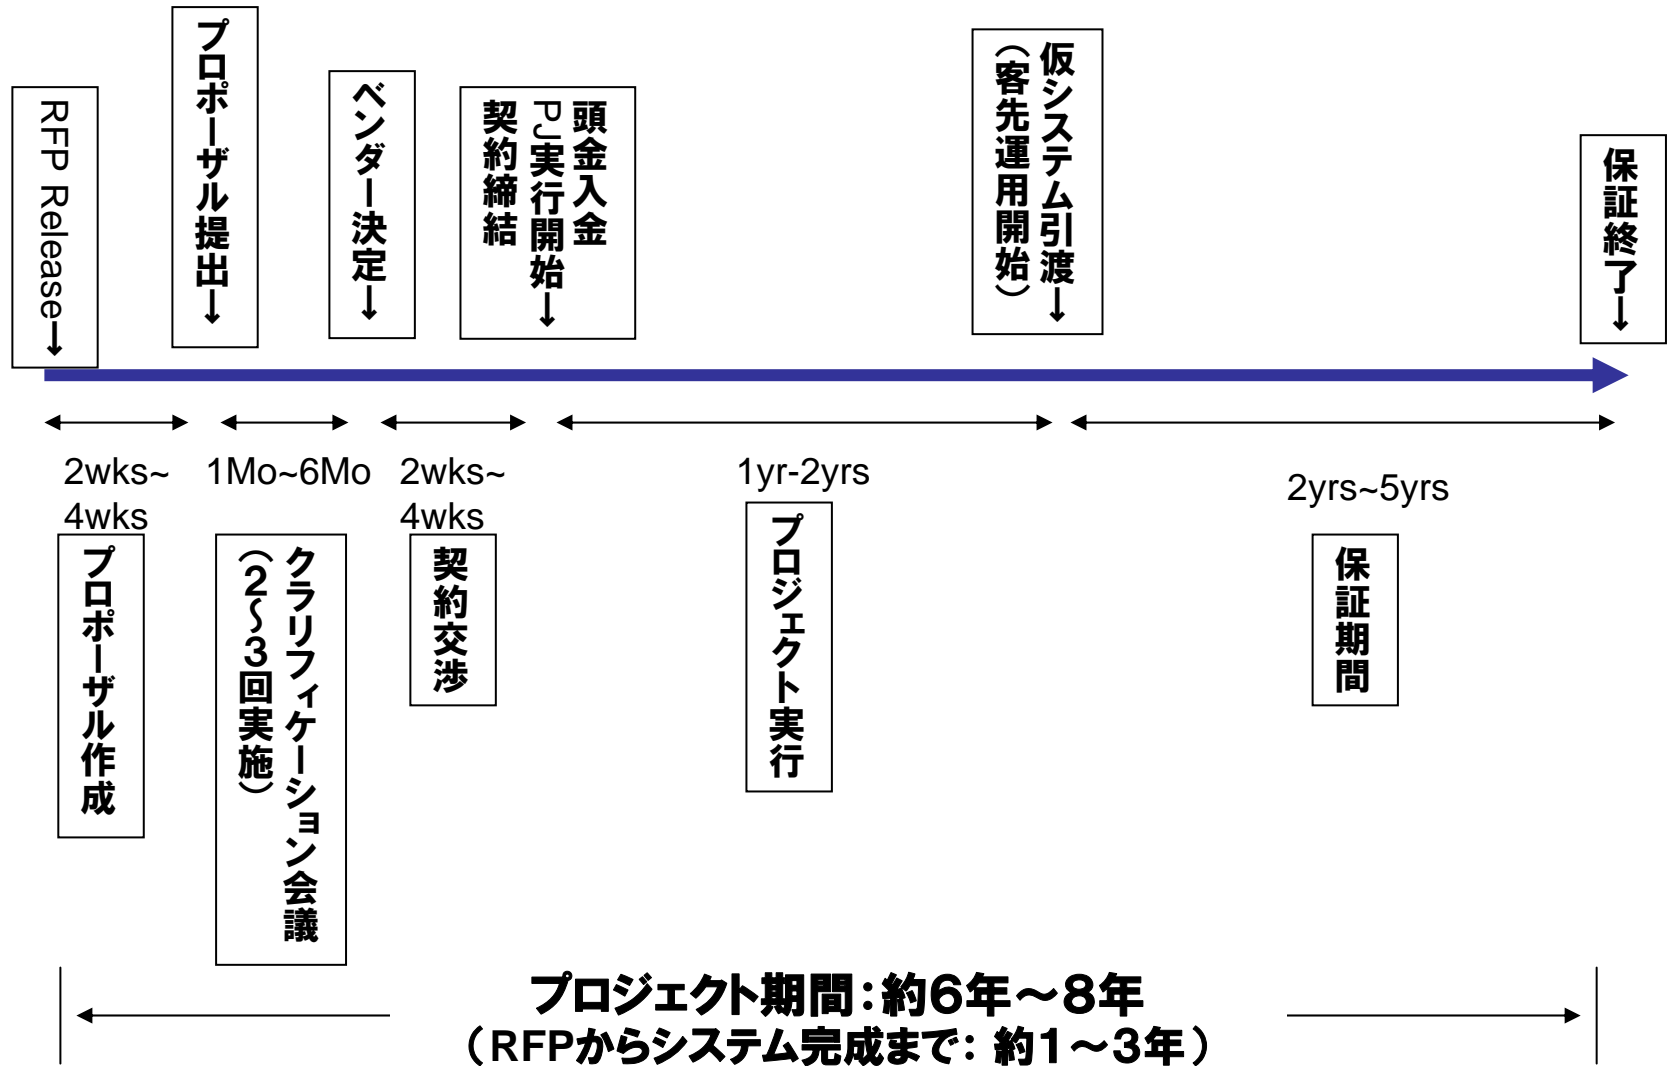 RFP Release→
プロポーザル提出→
ベンダー決定→
頭金入金
PJ実行開始→
契約締結
仮システム引渡→
（客先運用開始）
保証終了→
2wks~
4wks
1Mo~6Mo
2wks~
4wks
1yr-2yrs
2yrs~5yrs
プロポーザル作成
クラリフィケーション会議
（２～３回実施）
契約交渉
プロジェクト実行
保証期間
プロジェクト期間：約６年～８年
（RFPからシステム完成まで： 約１～３年）